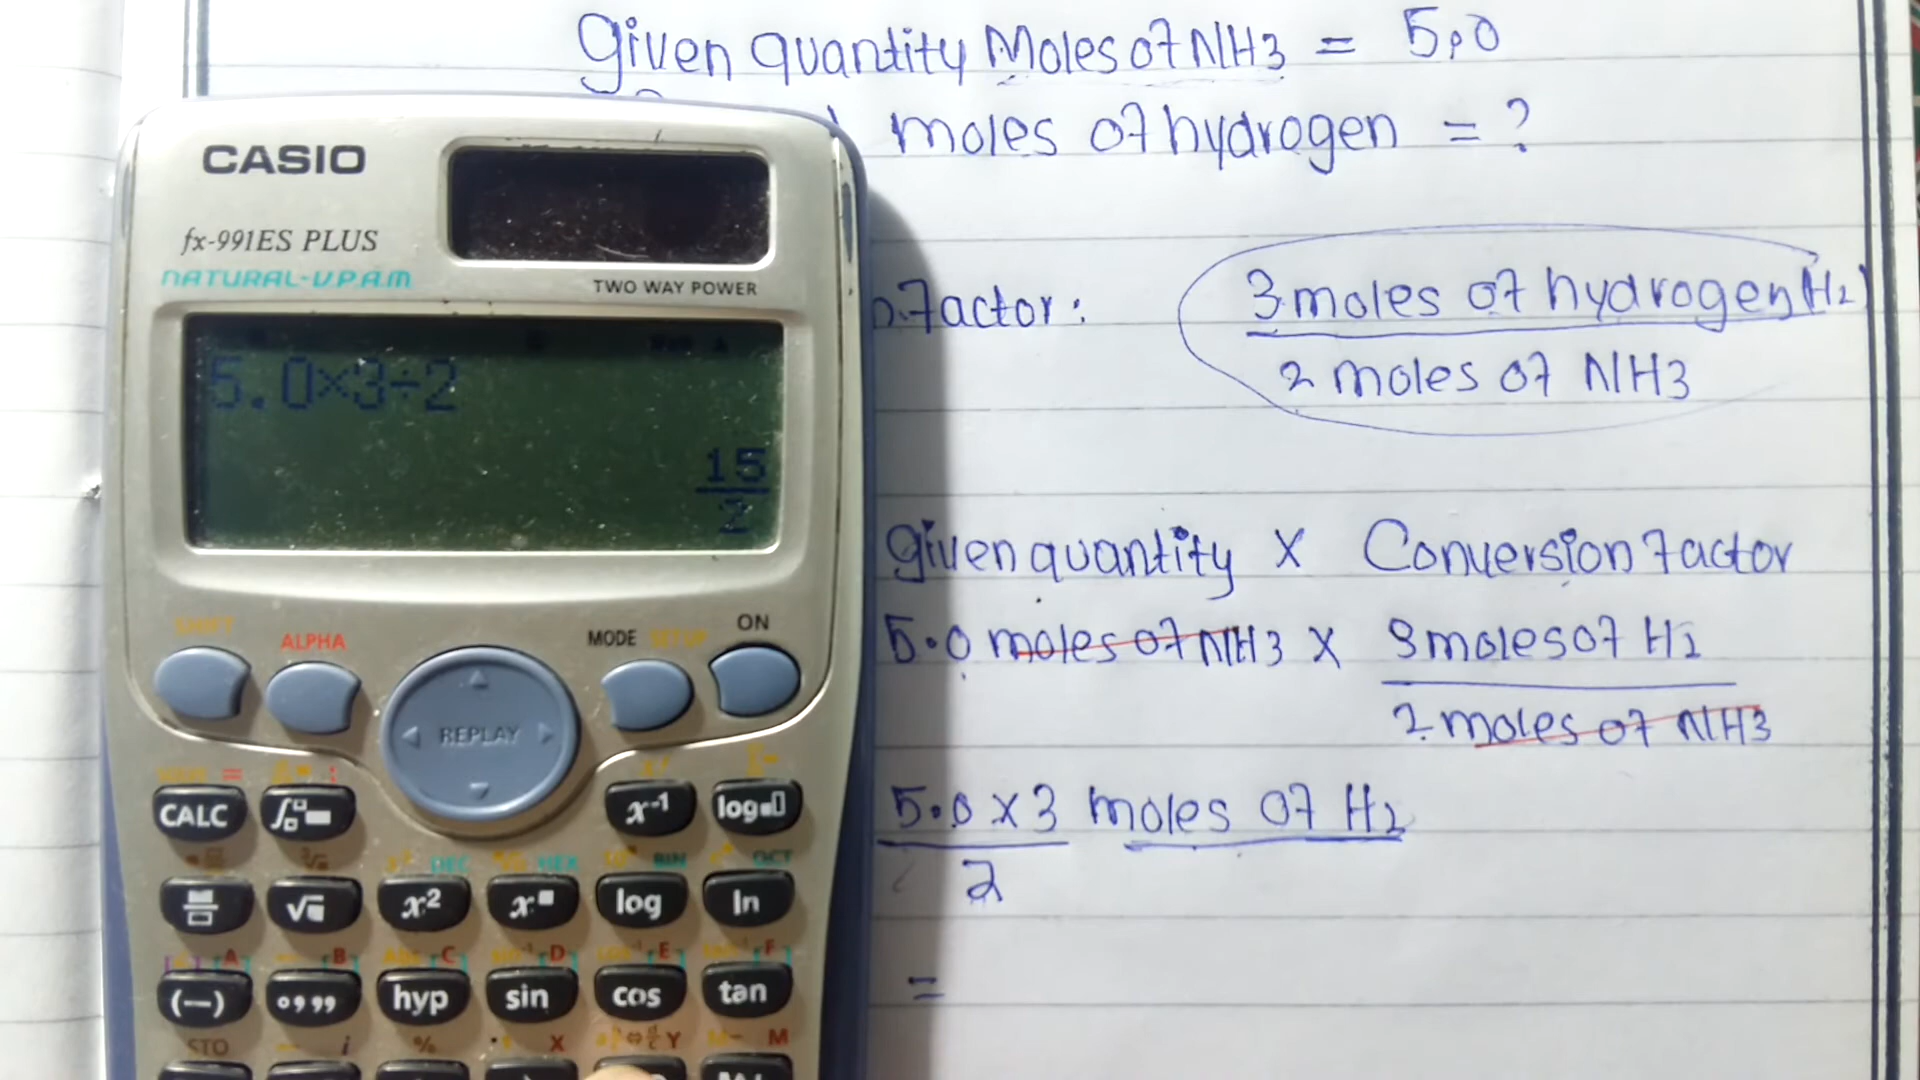 Given quantity Moles of NH3 = 5.0
moles of hydrogen = ?
CASIO
fx-991ES PLUS
NATURAL-V.P.A.M
TWO WAY POWER
5.0×3÷2
15
2
Factor:
3 moles of hydrogen (H2)
2 moles of NH3
given quantity X Conversion Factor
5.0 moles of NH3 X 3 moles of H2
2 moles of NH3
5.0 X 3 moles of H2
2
=
SHIFT ALPHA MODE SETUP ON
REPLAY
CALC x-1 log
√ x2 x log ln
(−) hyp sin cos tan
STO i % X Y M